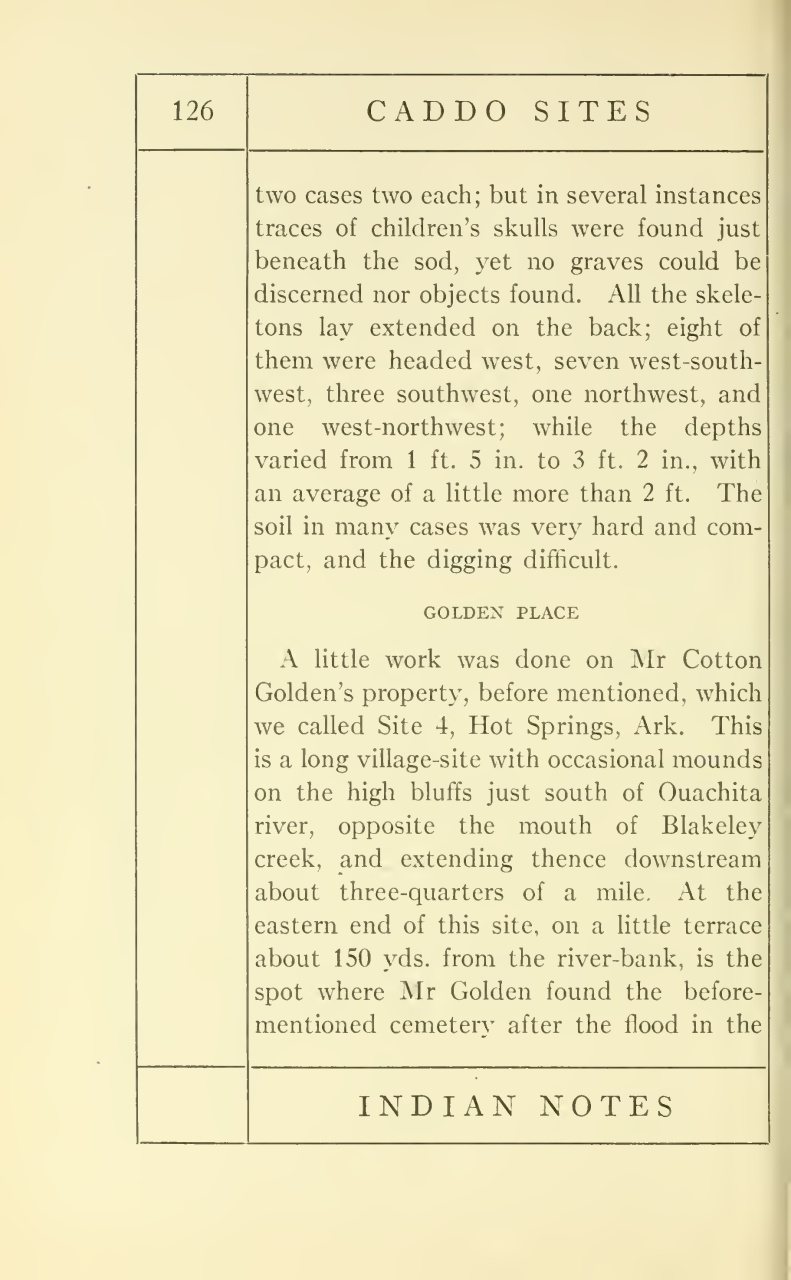 126
CADDO SITES
two cases two each; but in several instances
traces of children's skulls were found just
beneath the sod, yet no graves could be
discerned nor objects found. All the skele-
tons lay extended on the back; eight of
them were headed west, seven west-south-
west, three southwest, one northwest, and
one west-northwest; while the depths
varied from 1 ft. 5 in. to 3 ft. 2 in., with
an average of a little more than 2 ft. The
soil in many cases was very hard and com-
pact, and the digging difficult.
GOLDEN PLACE
A little work was done on Mr Cotton
Golden's property, before mentioned, which
we called Site 4, Hot Springs, Ark. This
is a long village-site with occasional mounds
on the high bluffs just south of Ouachita
river, opposite the mouth of Blakeley
creek, and extending thence downstream
about three-quarters of a mile. At the
eastern end of this site, on a little terrace
about 150 yds. from the river-bank, is the
spot where Mr Golden found the before-
mentioned cemetery after the flood in the
INDIAN NOTES